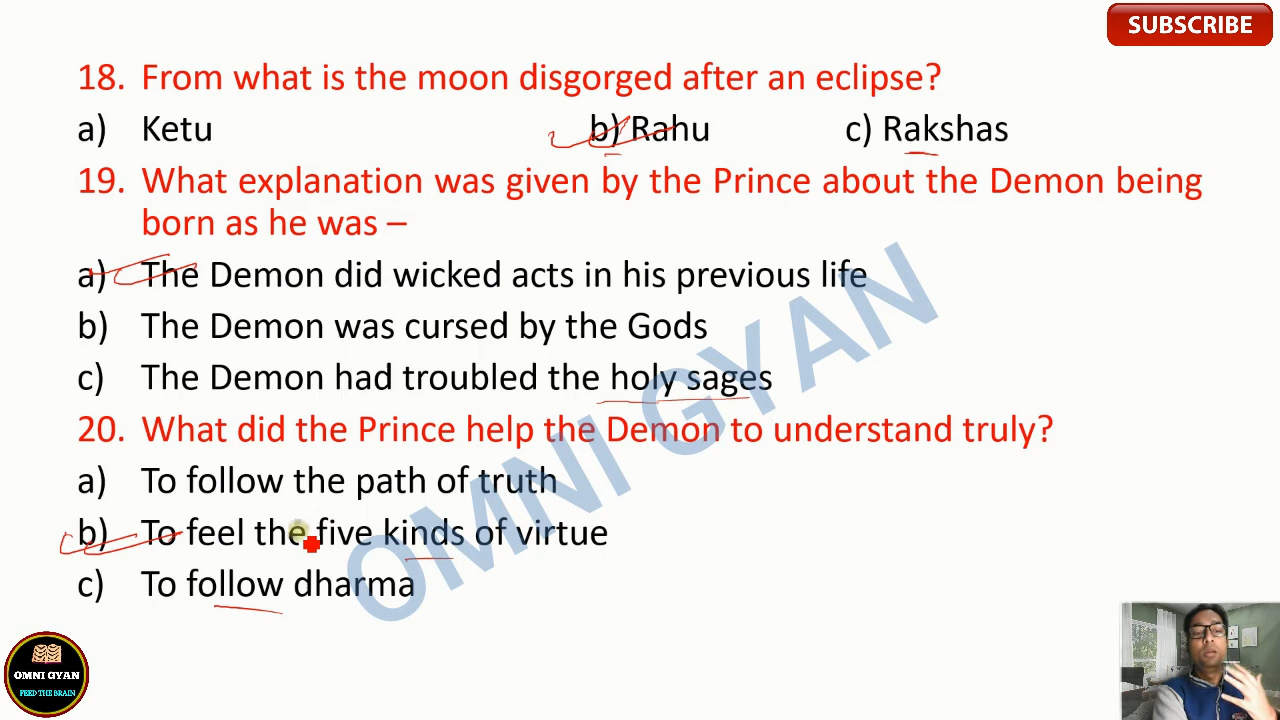 SUBSCRIBE
18. From what is the moon disgorged after an eclipse?
a) Ketu b) Rahu c) Rakshas
19. What explanation was given by the Prince about the Demon being
born as he was –
a) The Demon did wicked acts in his previous life
b) The Demon was cursed by the Gods
c) The Demon had troubled the holy sages
20. What did the Prince help the Demon to understand truly?
a) To follow the path of truth
b) To feel the five kinds of virtue
c) To follow dharma
OMNI GYAN
OMNI GYAN
FEED THE BRAIN